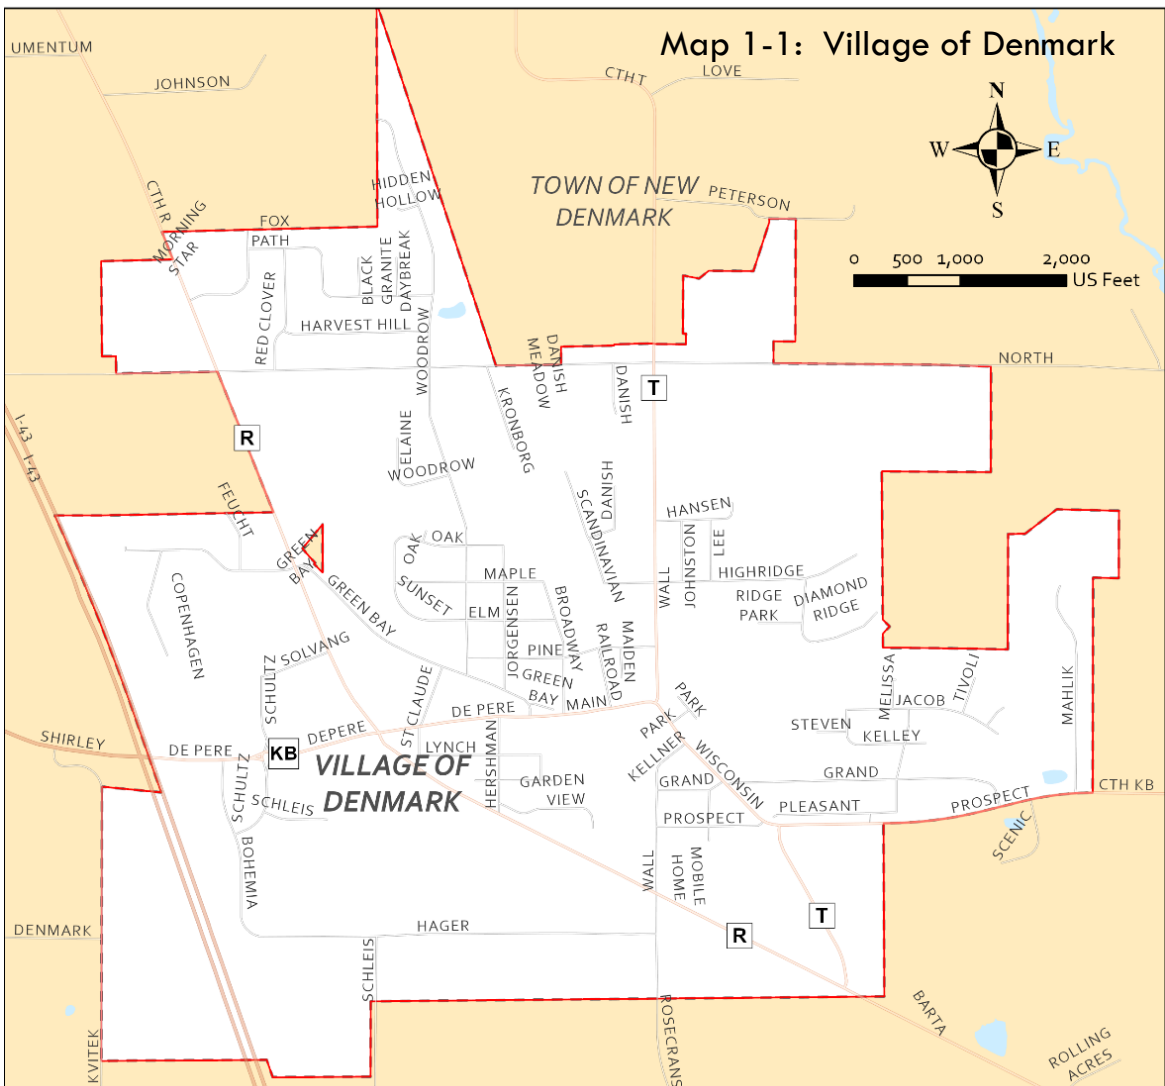 Map 1-1: Village of Denmark
UMENTUM
JOHNSON
CTH T
LOVE
N
W
E
S
HIDDEN
HOLLOW
TOWN OF NEW
DENMARK
PETERSON
CTH R
MORNING
STAR
FOX
PATH
BLACK
GRANITE
DAYBREAK
0 500 1,000 2,000
US Feet
RED CLOVER
HARVEST HILL
WOODROW
DANISH
MEADOW
NORTH
T
DANISH
KRONBORG
I-43
I-43
R
ELAINE
WOODROW
FEUCHT
SCANDINAVIAN
DANISH
HANSEN
GREEN
BAY
OAK
OAK
JOHNSTON
LEE
COPENHAGEN
GREEN BAY
SUNSET
MAPLE
WALL
HIGHRIDGE
ELM
JORGENSEN
BROADWAY
RIDGE
PARK
DIAMOND
RIDGE
SOLVANG
SCHULTZ
PINE
RAILROAD
MAIDEN
ST CLAUDE
GREEN
BAY
MAIN
PARK
MELISSA
TIVOLI
MAHLIK
JACOB
SHIRLEY
DE PERE
DEPERE
DE PERE
PARK
STEVEN
KELLEY
KB
LYNCH
HERSHMAN
KELLNER
WISCONSIN
VILLAGE OF
DENMARK
GARDEN
VIEW
GRAND
GRAND
SCHULTZ
SCHLEIS
PLEASANT
PROSPECT
CTH KB
PROSPECT
SCENIC
BOHEMIA
WALL
MOBILE
HOME
T
DENMARK
HAGER
R
SCHLEIS
ROSECRANS
BARTA
KVITEK
ROLLING
ACRES